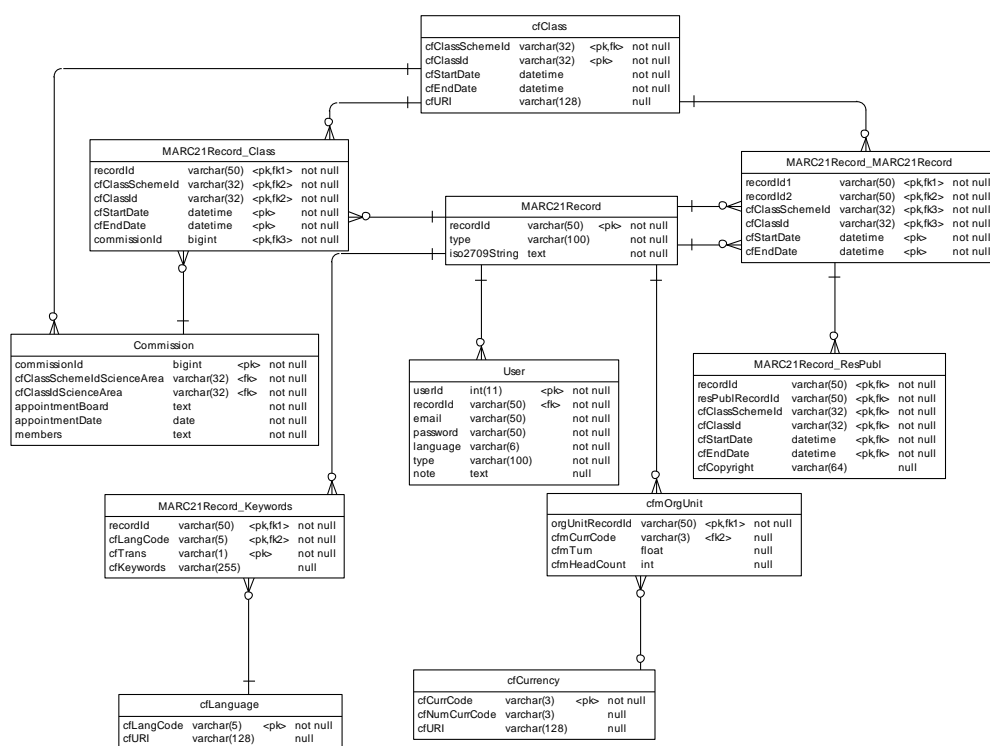 cfClass
cfClassSchemeId varchar(32) <pk,fk> not null
cfClassId varchar(32) <pk> not null
cfStartDate datetime not null
cfEndDate datetime not null
cfURI varchar(128) null
MARC21Record_Class
recordId varchar(50) <pk,fk1> not null
cfClassSchemeId varchar(32) <pk,fk2> not null
cfClassId varchar(32) <pk,fk2> not null
cfStartDate datetime <pk> not null
cfEndDate datetime <pk> not null
commissionId bigint <pk,fk3> not null
MARC21Record
recordId varchar(50) <pk> not null
type varchar(100) not null
iso2709String text not null
MARC21Record_MARC21Record
recordId1 varchar(50) <pk,fk1> not null
recordId2 varchar(50) <pk,fk2> not null
cfClassSchemeId varchar(32) <pk,fk3> not null
cfClassId varchar(32) <pk,fk3> not null
cfStartDate datetime <pk> not null
cfEndDate datetime <pk> not null
Commission
commissionId bigint <pk> not null
cfClassSchemeIdScienceArea varchar(32) <fk> not null
cfClassIdScienceArea varchar(32) <fk> not null
appointmentBoard text not null
appointmentDate date not null
members text not null
User
userId int(11) <pk> not null
recordId varchar(50) <fk> not null
email varchar(50) not null
password varchar(50) not null
language varchar(6) not null
type varchar(100) not null
note text null
MARC21Record_ResPubl
recordId varchar(50) <pk,fk> not null
resPublRecordId varchar(50) <pk,fk> not null
cfClassSchemeId varchar(32) <pk,fk> not null
cfClassId varchar(32) <pk,fk> not null
cfStartDate datetime <pk,fk> not null
cfEndDate datetime <pk,fk> not null
cfCopyright varchar(64) null
MARC21Record_Keywords
recordId varchar(50) <pk,fk1> not null
cfLangCode varchar(5) <pk,fk2> not null
cfTrans varchar(1) <pk> not null
cfKeywords varchar(255) null
cfmOrgUnit
orgUnitRecordId varchar(50) <pk,fk1> not null
cfmCurrCode varchar(3) <fk2> null
cfmTurn float null
cfmHeadCount int null
cfLanguage
cfLangCode varchar(5) <pk> not null
cfURI varchar(128) null
cfCurrency
cfCurrCode varchar(3) <pk> not null
cfNumCurrCode varchar(3) null
cfURI varchar(128) null